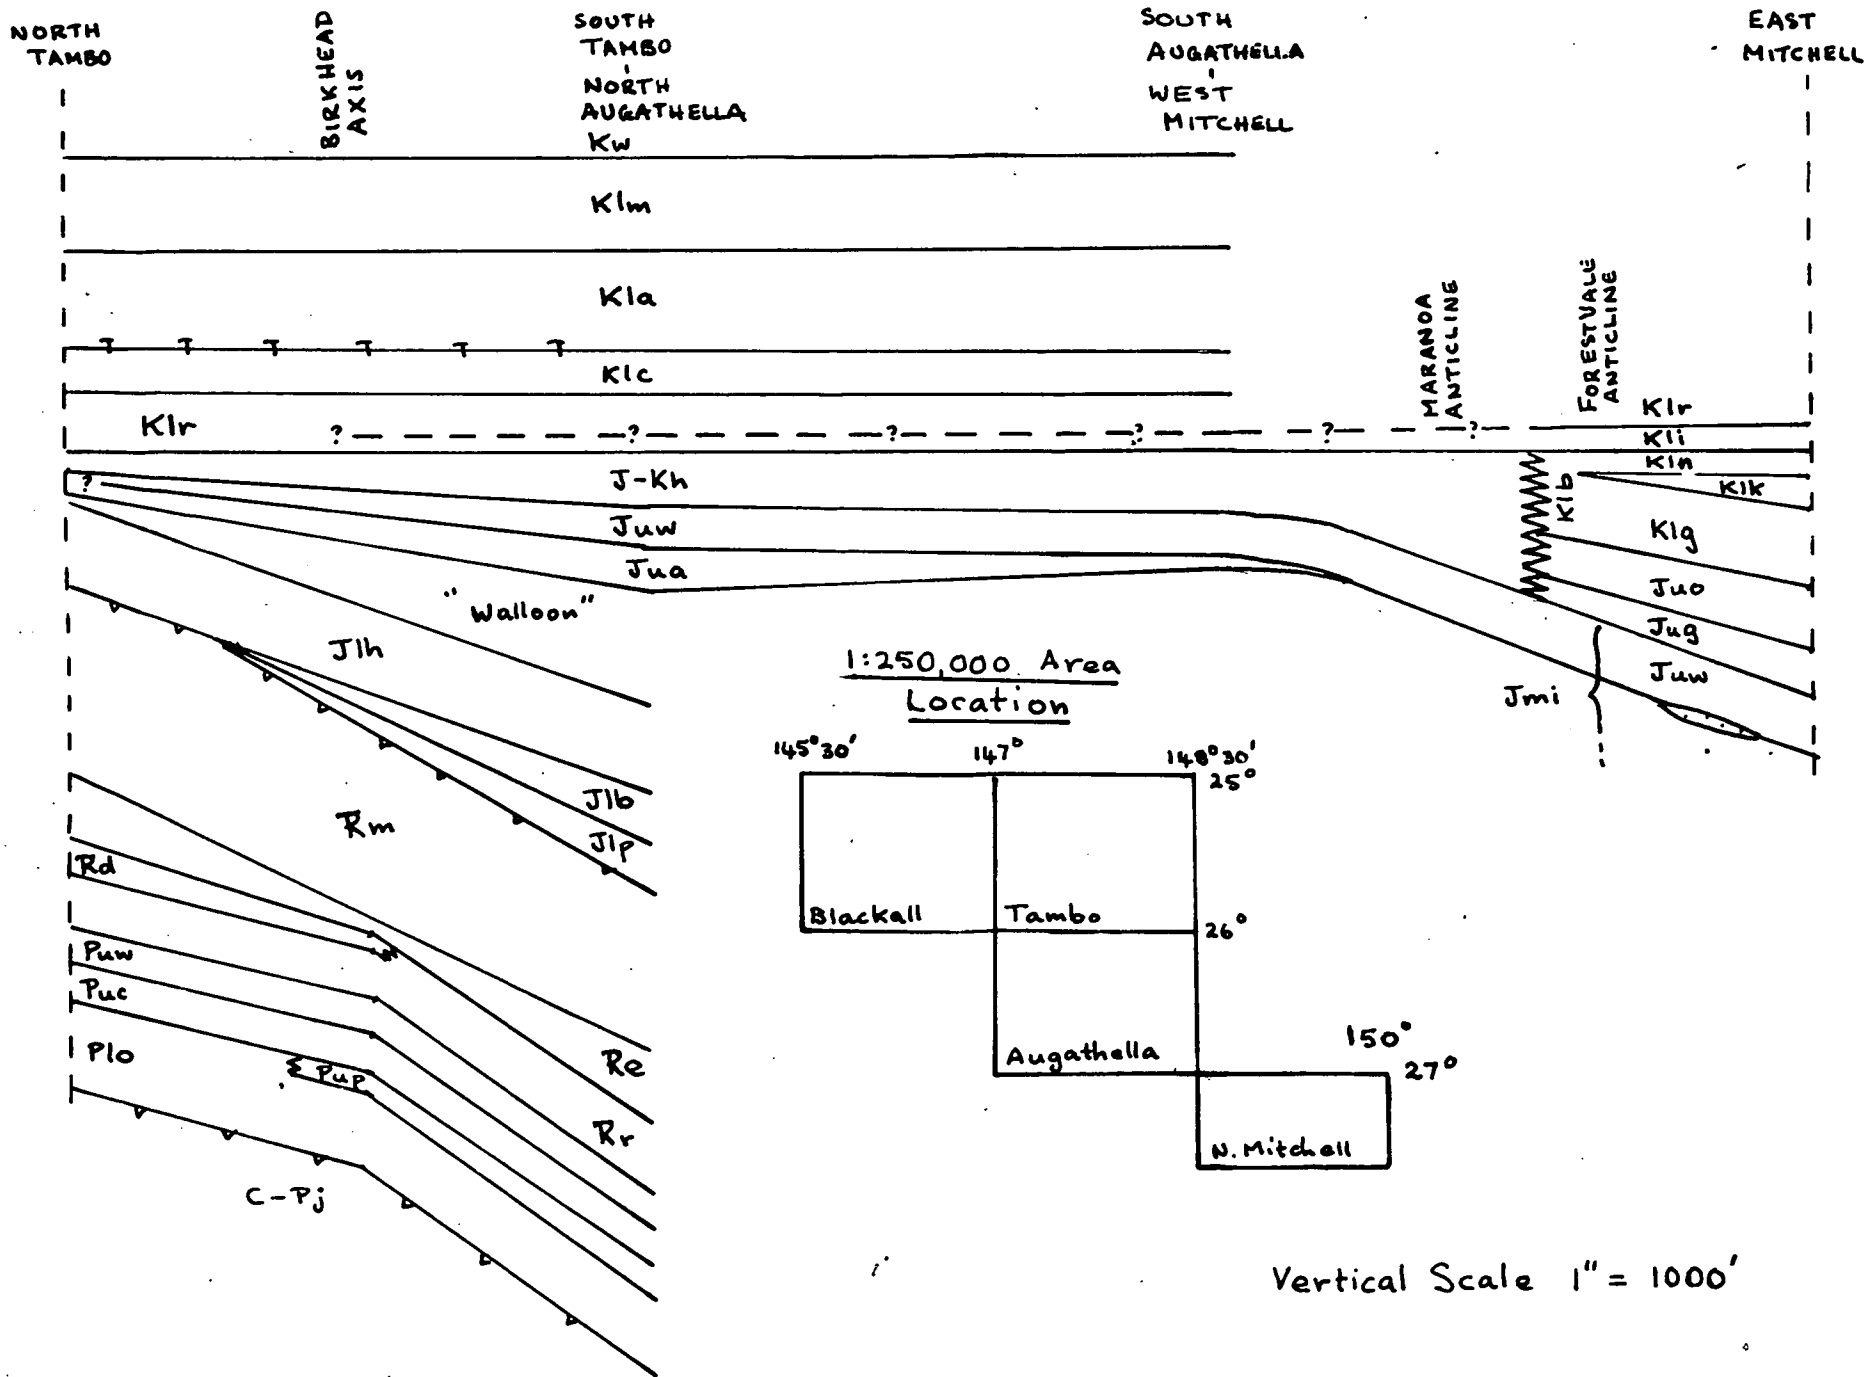 NORTH
TAMBO
BIRKHEAD
AXIS
SOUTH
TAMBO
NORTH
AUGATHELLA
SOUTH
AUGATHELLA
WEST
MITCHELL
EAST
MITCHELL
Kw
Klm
Kla
Klc
MARANOA
ANTICLINE
FORESTVALE
ANTICLINE
Klr
? ? ? ? ? ?
Klr
Kli
Kln
Klk
Klb
Klg
?
J-Kh
Juw
Jua
"Walloon"
Juo
Jug
Juw
Jmi
Jlh
Jlb
Jlp
Rm
Rd
Puw
Puc
Plo
Pup
Re
Rr
C-Pj
1:250,000 Area
Location
145°30' 147° 148°30'
25°
Blackall Tambo 26°
Augathella 150°
27°
N. Mitchell
Vertical Scale 1" = 1000'